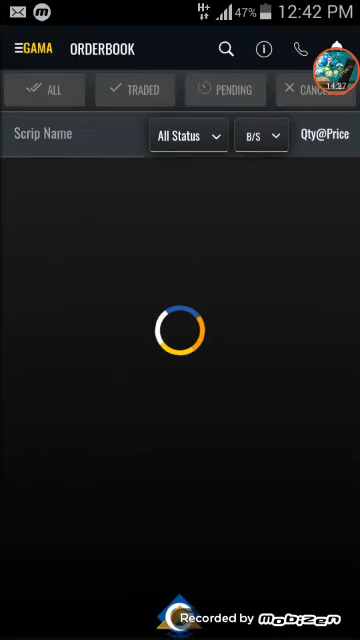 H+ 47% 12:42 PM
GAMA ORDERBOOK
14:27
ALL TRADED PENDING
Scrip Name All Status B/S Qty@Price
Recorded by Mobizen